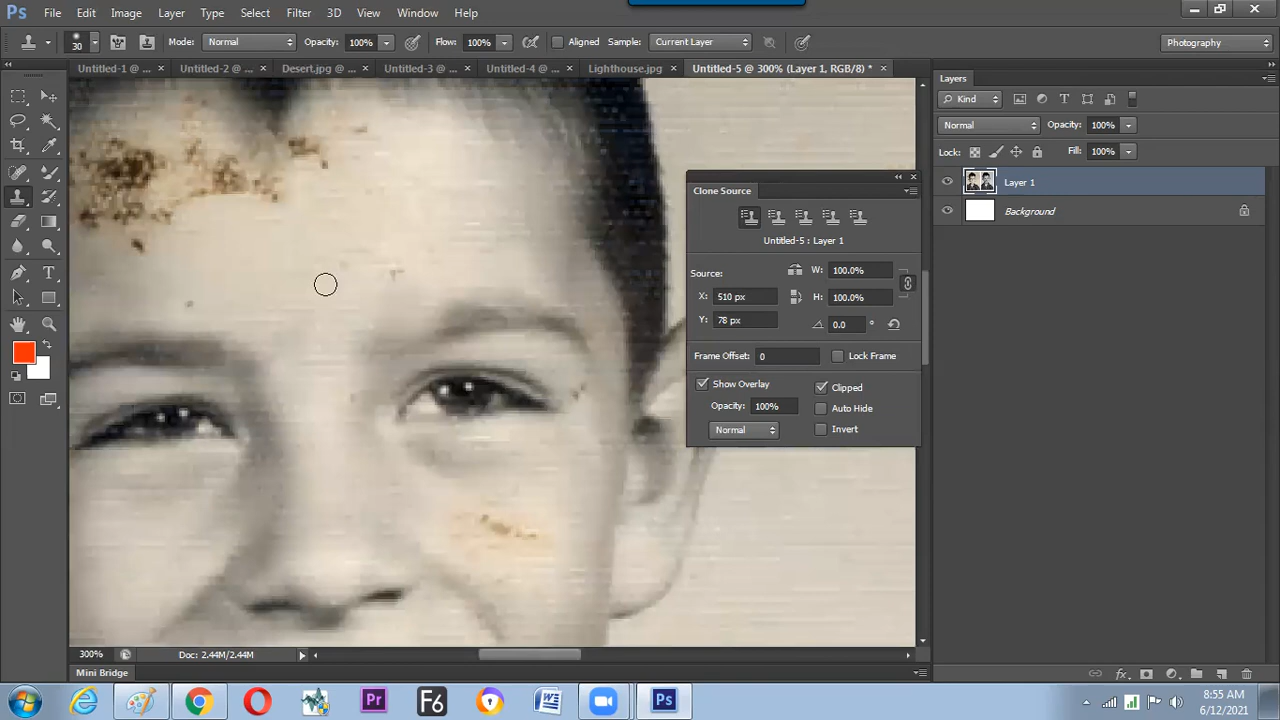 Ps File Edit Image Layer Type Select Filter 3D View Window Help
30 Mode: Normal Opacity: 100% Flow: 100% Aligned Sample: Current Layer Photography
Untitled-1 @ ... × Untitled-2 @ ... × Desert.jpg @ ... × Untitled-3 @ ... × Untitled-4 @ ... × Lighthouse.jpg ... × Untitled-5 @ 300% (Layer 1, RGB/8) * ×
Layers
Kind
Normal Opacity: 100%
Lock: Fill: 100%
Layer 1
Background
Clone Source
Untitled-5 : Layer 1
Source: W: 100.0%
X: 510 px H: 100.0%
Y: 78 px 0.0 °
Frame Offset: 0 Lock Frame
Show Overlay Clipped
Opacity: 100% Auto Hide
Normal Invert
300% Doc: 2.44M/2.44M
Mini Bridge
Pr F6 W Ps
8:55 AM
6/12/2021